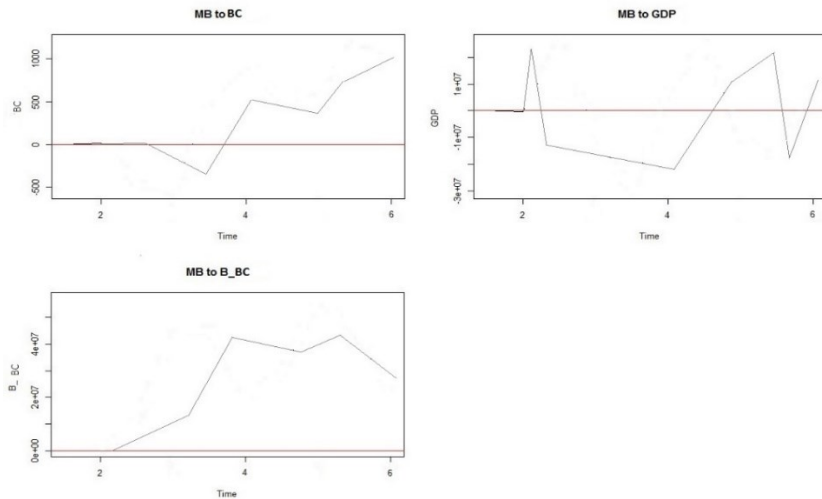 MB to BC
BC
1000
500
0
-500
2 4 6
Time
MB to GDP
GDP
1e+07
-1e+07
-3e+07
2 4 6
Time
MB to B_BC
B_ BC
4e+07
2e+07
0e+00
2 4 6
Time